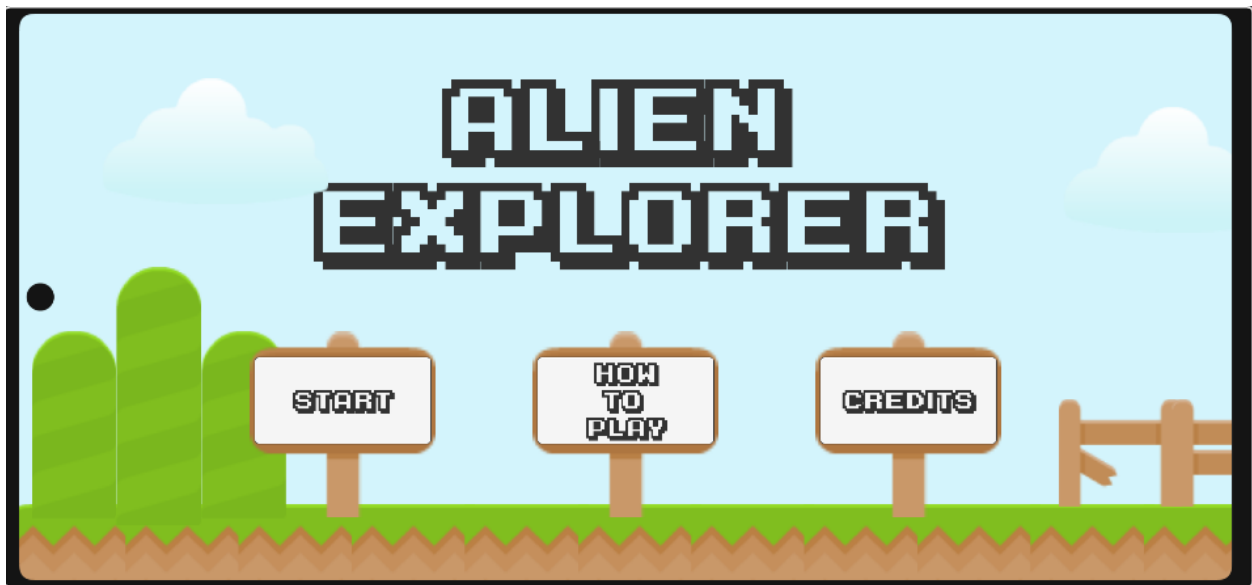 ALIEN
EXPLORER
START
HOW
TO
PLAY
CREDITS